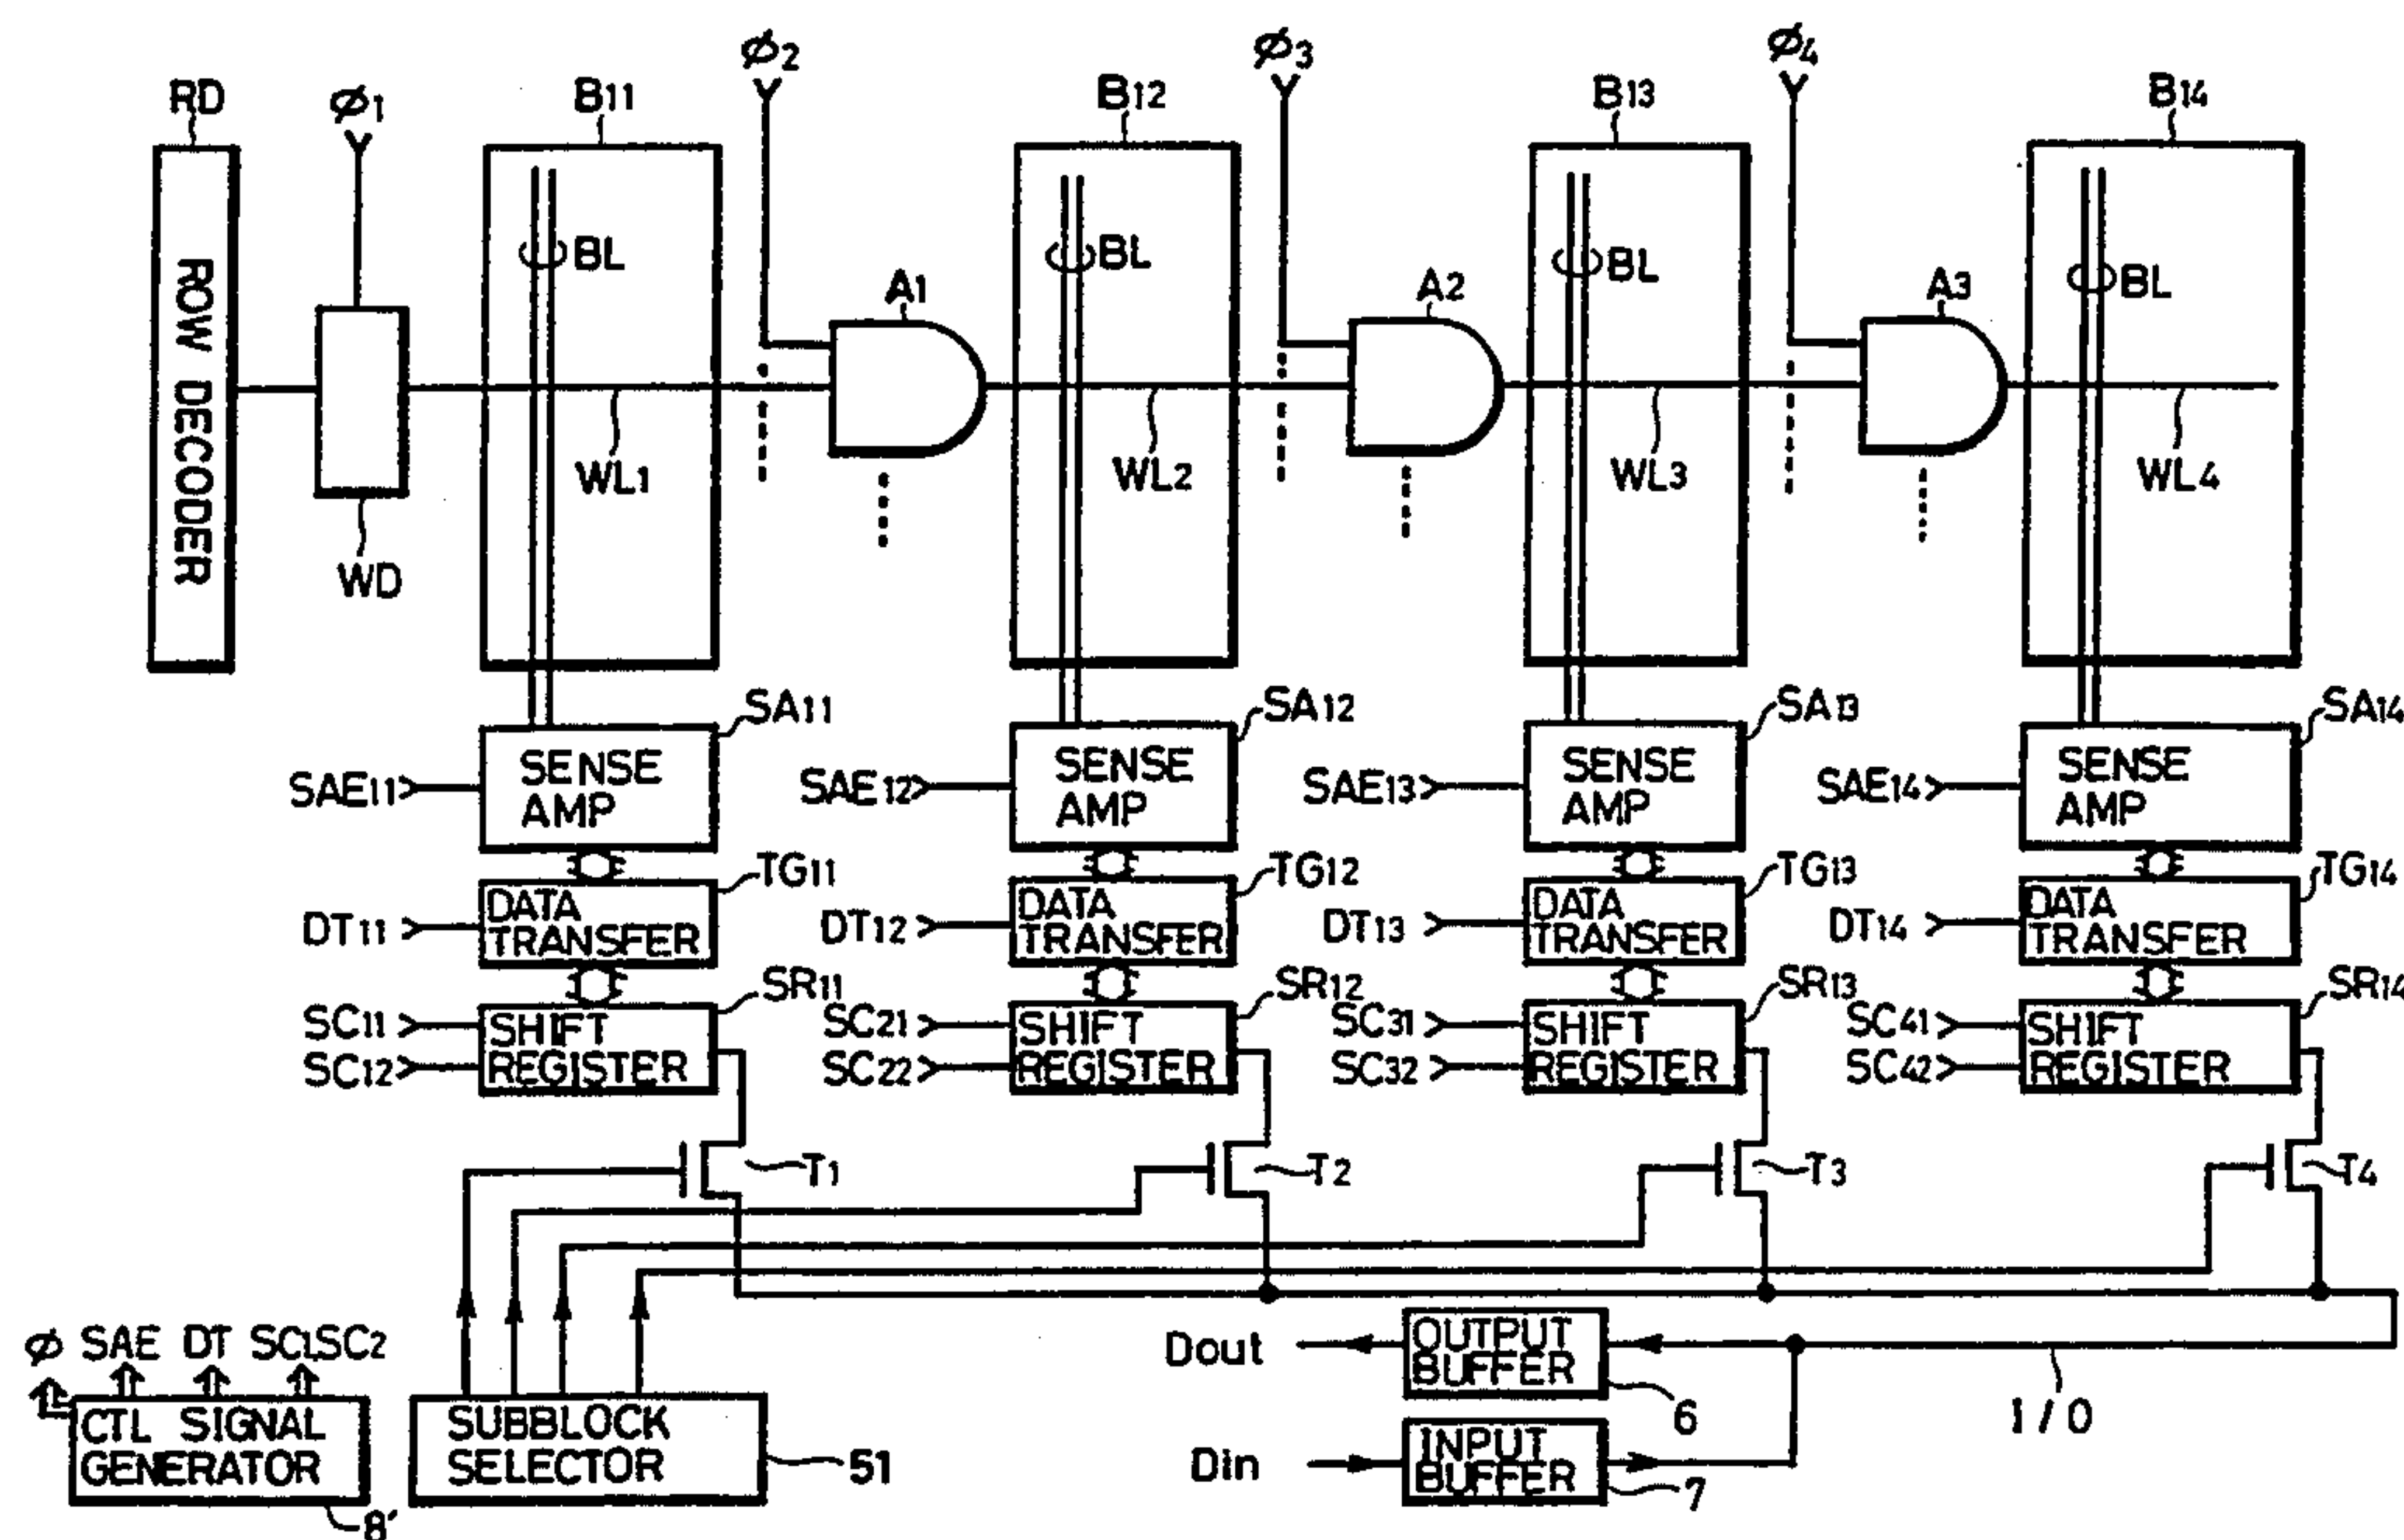 RD
ø1
B11
ø2
B12
ø3
B13
ø4
B14
ROW DECODER
BL
BL
BL
BL
A1
A2
A3
WL1
WL2
WL3
WL4
WD
SA11
SA12
SA13
SA14
SAE11
SENSE
AMP
SAE12
SENSE
AMP
SAE13
SENSE
AMP
SAE14
SENSE
AMP
TG11
TG12
TG13
TG14
DT11
DATA
TRANSFER
DT12
DATA
TRANSFER
DT13
DATA
TRANSFER
DT14
DATA
TRANSFER
SR11
SR12
SR13
SR14
SC11
SC12
SHIFT
REGISTER
SC21
SC22
SHIFT
REGISTER
SC31
SC32
SHIFT
REGISTER
SC41
SC42
SHIFT
REGISTER
T1
T2
T3
T4
ø SAE DT SC1 SC2
CTL SIGNAL
GENERATOR
8'
SUBBLOCK
SELECTOR
51
Dout
OUTPUT
BUFFER
6
I/O
Din
INPUT
BUFFER
7